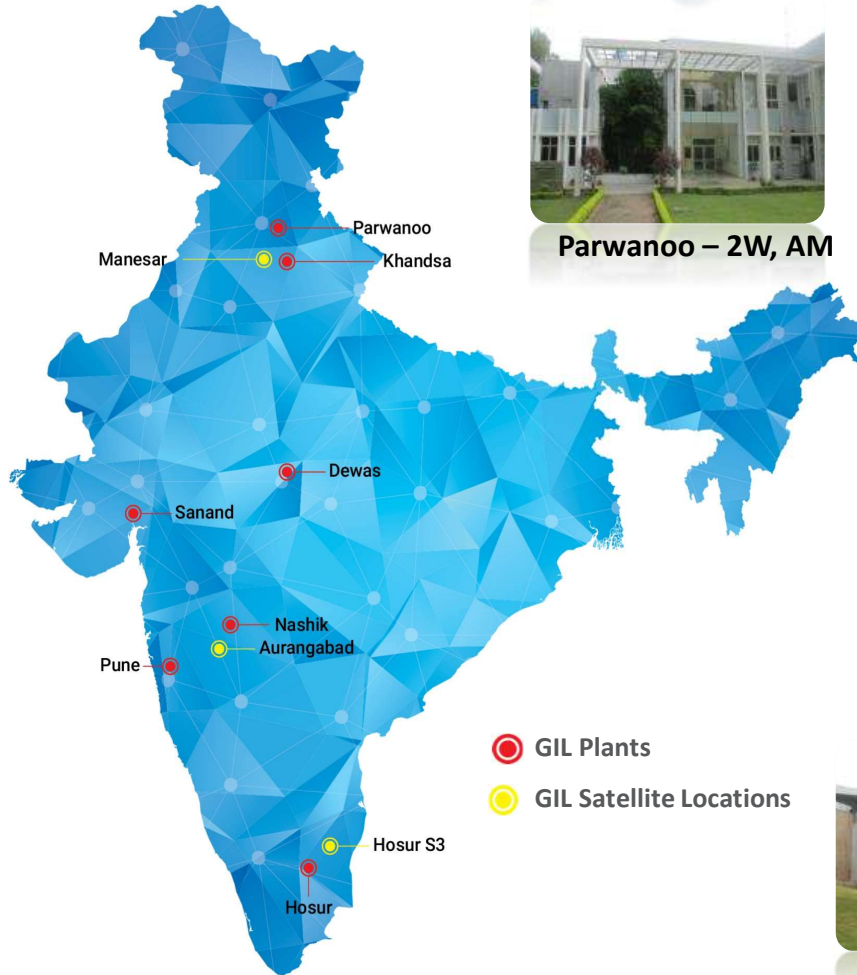 Parwanoo
Manesar
Khandsa
Parwanoo – 2W, AM
Dewas
Sanand
Nashik
Aurangabad
Pune
GIL Plants
GIL Satellite Locations
Hosur S3
Hosur